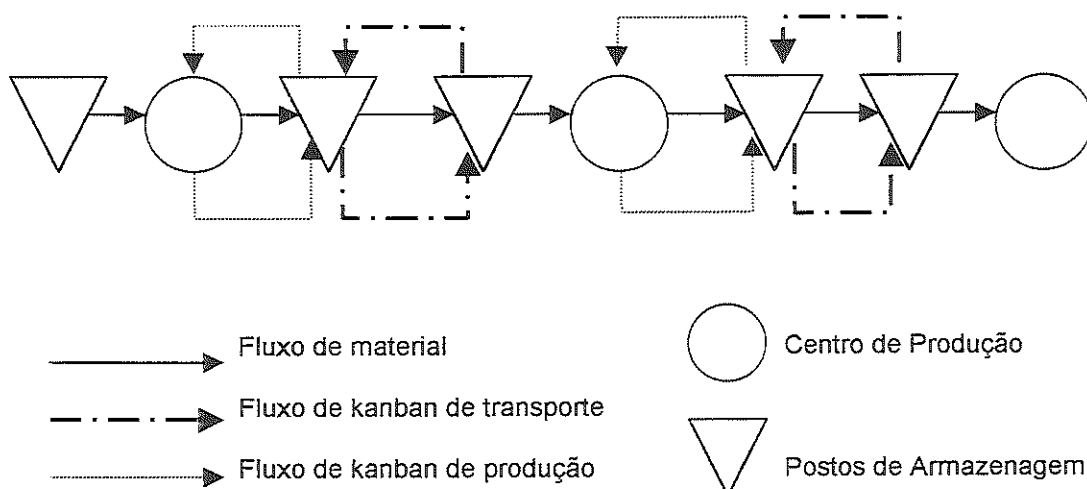 Fluxo de material
Centro de Produção
Fluxo de kanban de transporte
Fluxo de kanban de produção
Postos de Armazenagem